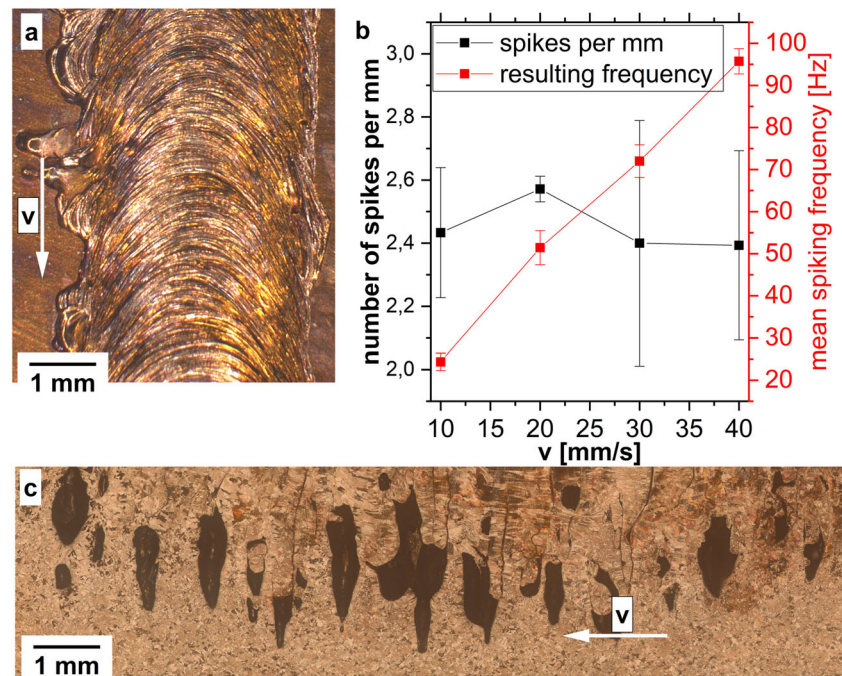 a
v
1 mm
b
spikes per mm
resulting frequency
number of spikes per mm
3,0
2,8
2,6
2,4
2,2
2,0
100
90
80
70
60
50
40
30
20
mean spiking frequency [Hz]
10 15 20 25 30 35 40
v [mm/s]
c
v
1 mm